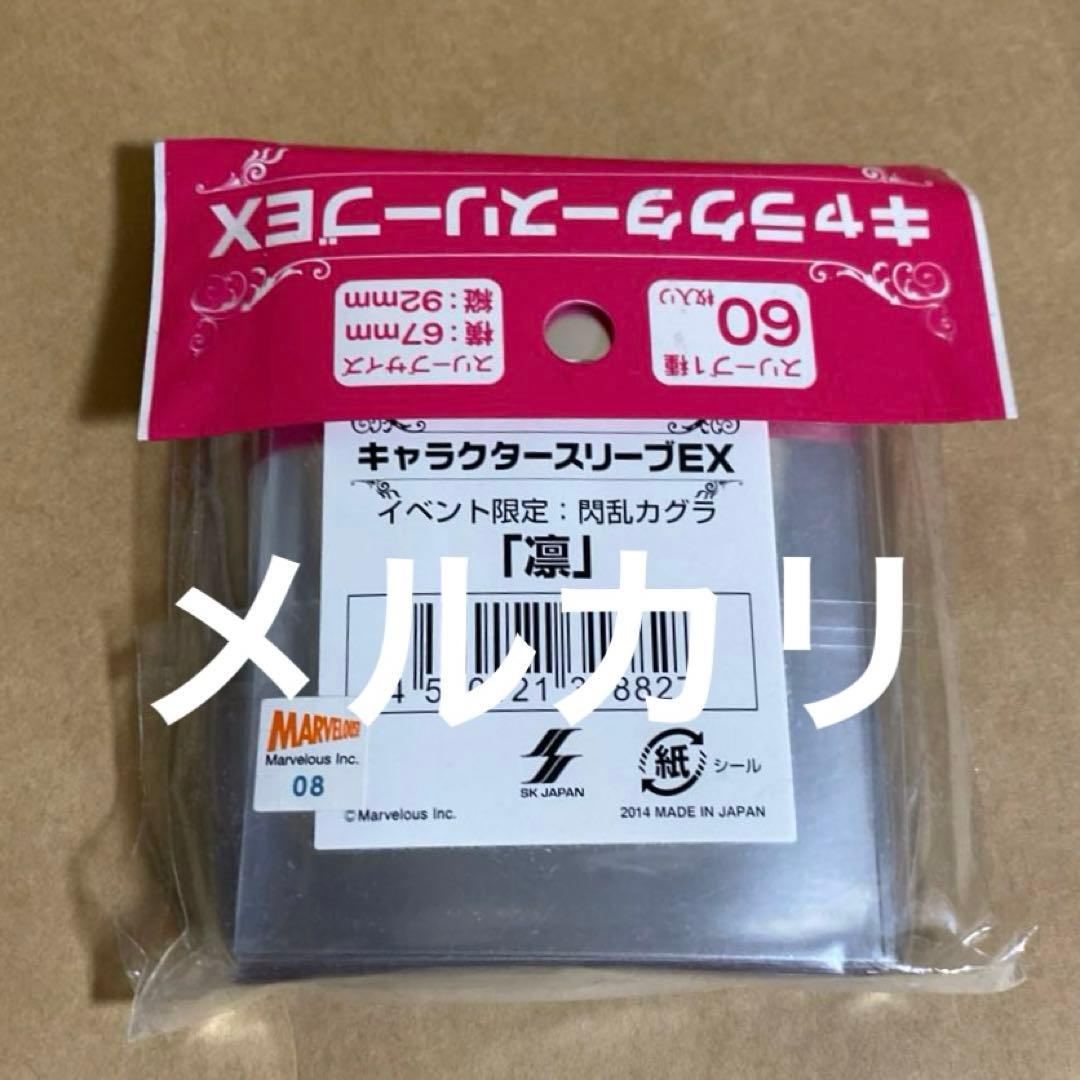 キャラクタースリーブEX
スリーブ1種
60枚入り
スリーブサイズ
横:67mm
縦:92mm
キャラクタースリーブEX
イベント限定:閃乱カグラ
「凛」
メルカリ
MARVELOUS!
Marvelous Inc.
08
SK JAPAN
紙
シール
©Marvelous Inc.
2014 MADE IN JAPAN